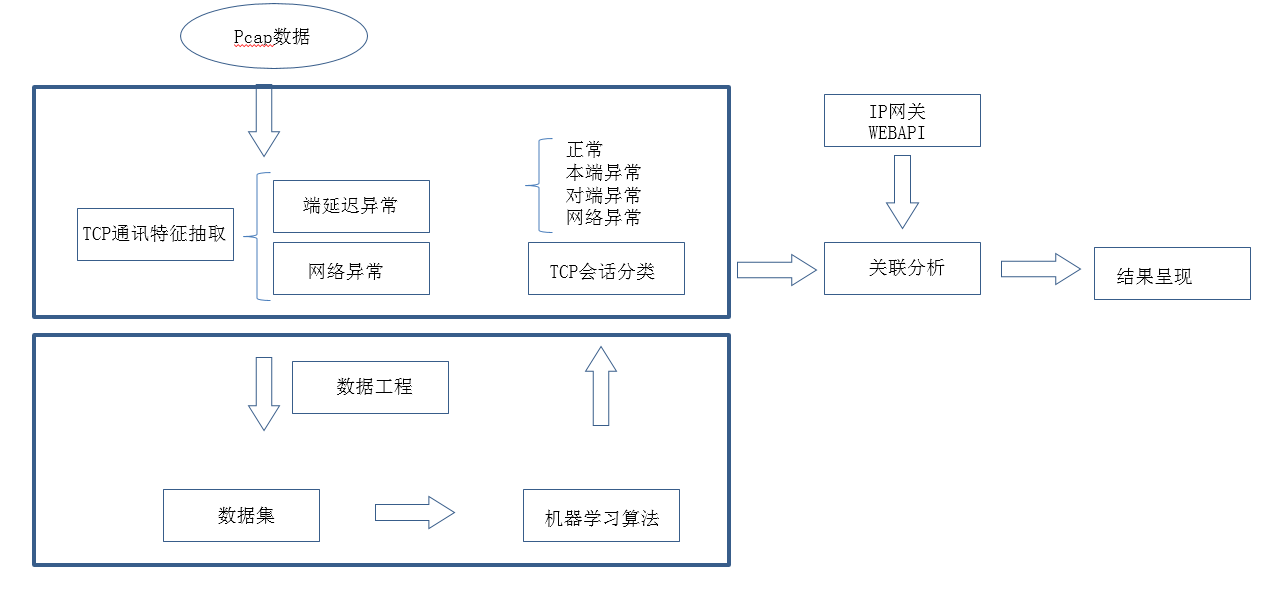 Pcap数据
IP网关
WEBAPI
正常
本端异常
对端异常
网络异常
端延迟异常
TCP通讯特征抽取
网络异常
TCP会话分类
关联分析
结果呈现
数据工程
数据集
机器学习算法